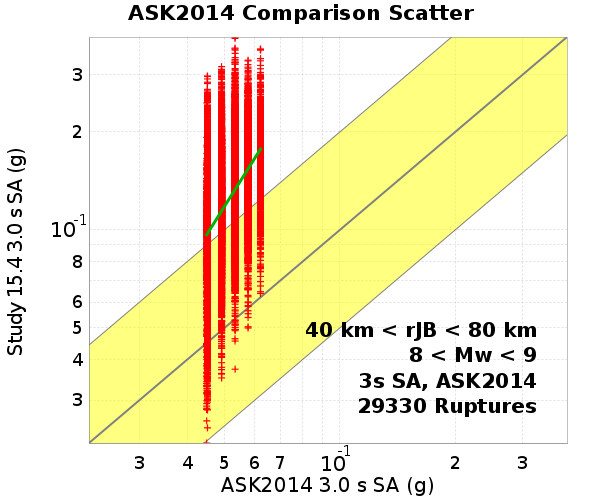 ASK2014 Comparison Scatter
Study 15.4 3.0 s SA (g)
3
2
10^-1
8
6
5
4
3
40 km < rJB < 80 km
8 < Mw < 9
3s SA, ASK2014
29330 Ruptures
3 4 5 6 7 10^-1 2 3
ASK2014 3.0 s SA (g)